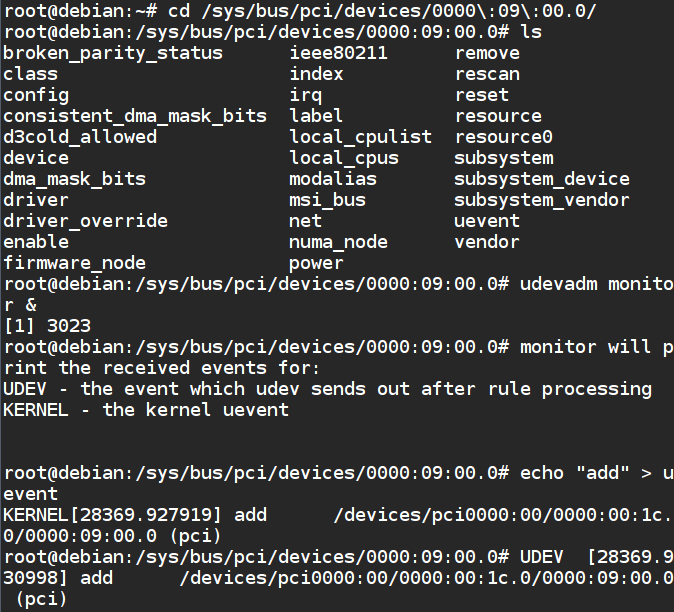 root@debian:~# cd /sys/bus/pci/devices/0000\:09\:00.0/
root@debian:/sys/bus/pci/devices/0000:09:00.0# ls
broken_parity_status      ieee80211      remove
class                     index          rescan
config                    irq            reset
consistent_dma_mask_bits  label          resource
d3cold_allowed            local_cpulist  resource0
device                    local_cpus     subsystem
dma_mask_bits             modalias       subsystem_device
driver                    msi_bus        subsystem_vendor
driver_override           net            uevent
enable                    numa_node      vendor
firmware_node             power
root@debian:/sys/bus/pci/devices/0000:09:00.0# udevadm monito
r &
[1] 3023
root@debian:/sys/bus/pci/devices/0000:09:00.0# monitor will p
rint the received events for:
UDEV - the event which udev sends out after rule processing
KERNEL - the kernel uevent
root@debian:/sys/bus/pci/devices/0000:09:00.0# echo "add" > u
event
KERNEL[28369.927919] add      /devices/pci0000:00/0000:00:1c.
0/0000:09:00.0 (pci)
root@debian:/sys/bus/pci/devices/0000:09:00.0# UDEV  [28369.9
30998] add      /devices/pci0000:00/0000:00:1c.0/0000:09:00.0
 (pci)